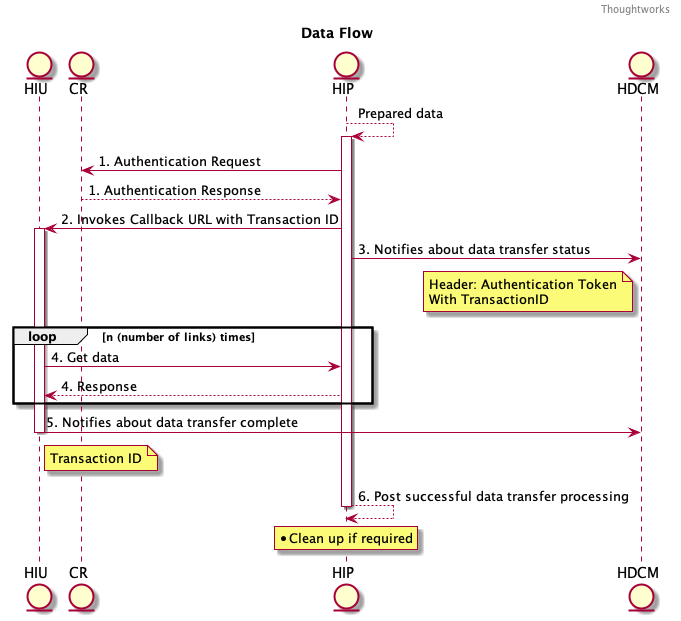 Thoughtworks
Data Flow
HIU
CR
HIP
HDCM
Prepared data
1. Authentication Request
1. Authentication Response
2. Invokes Callback URL with Transaction ID
3. Notifies about data transfer status
Header: Authentication Token
With TransactionID
loop
[n (number of links) times]
4. Get data
4. Response
5. Notifies about data transfer complete
Transaction ID
6. Post successful data transfer processing
•Clean up if required
HIU
CR
HIP
HDCM